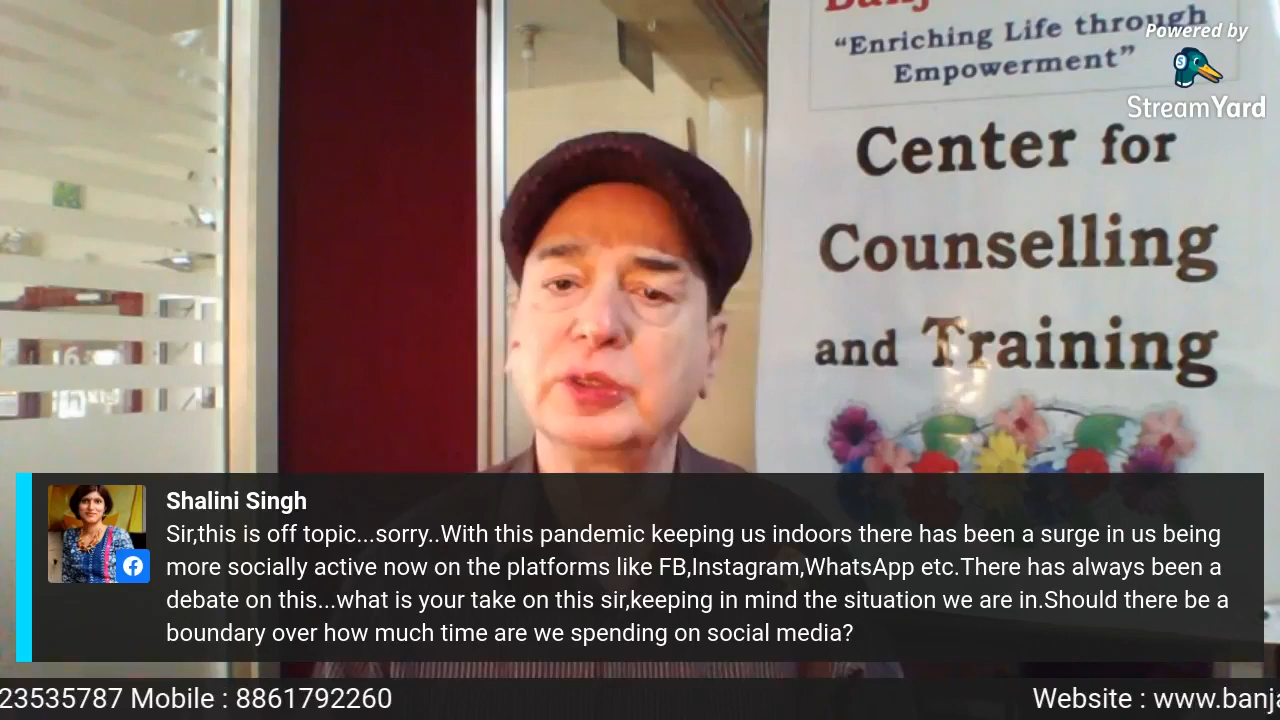 “Enriching Life through
Empowerment”
Powered by
StreamYard
Center for
Counselling
and Training
Shalini Singh
Sir,this is off topic...sorry..With this pandemic keeping us indoors there has been a surge in us being
more socially active now on the platforms like FB,Instagram,WhatsApp etc.There has always been a
debate on this...what is your take on this sir,keeping in mind the situation we are in.Should there be a
boundary over how much time are we spending on social media?
23535787 Mobile : 8861792260
Website : www.banja